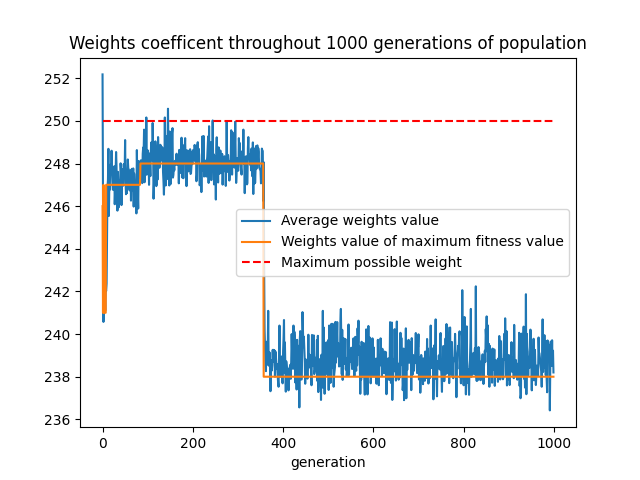 Weights coefficent throughout 1000 generations of population
252
250
248
246
244
242
240
238
236
Average weights value
Weights value of maximum fitness value
Maximum possible weight
0 200 400 600 800 1000
generation